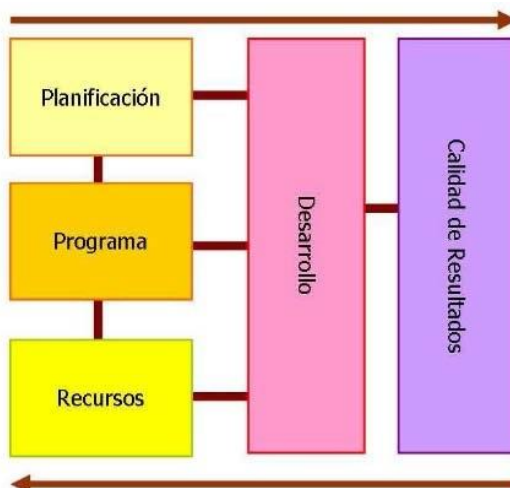 Planificación
Programa
Recursos
Desarrollo
Calidad de Resultados